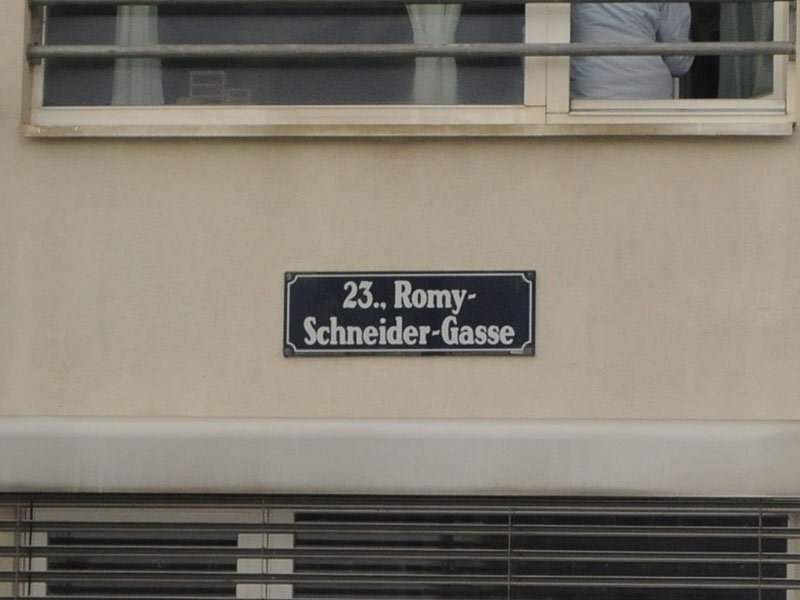 23., Romy-
Schneider-Gasse